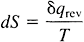 dS = δq_rev / T